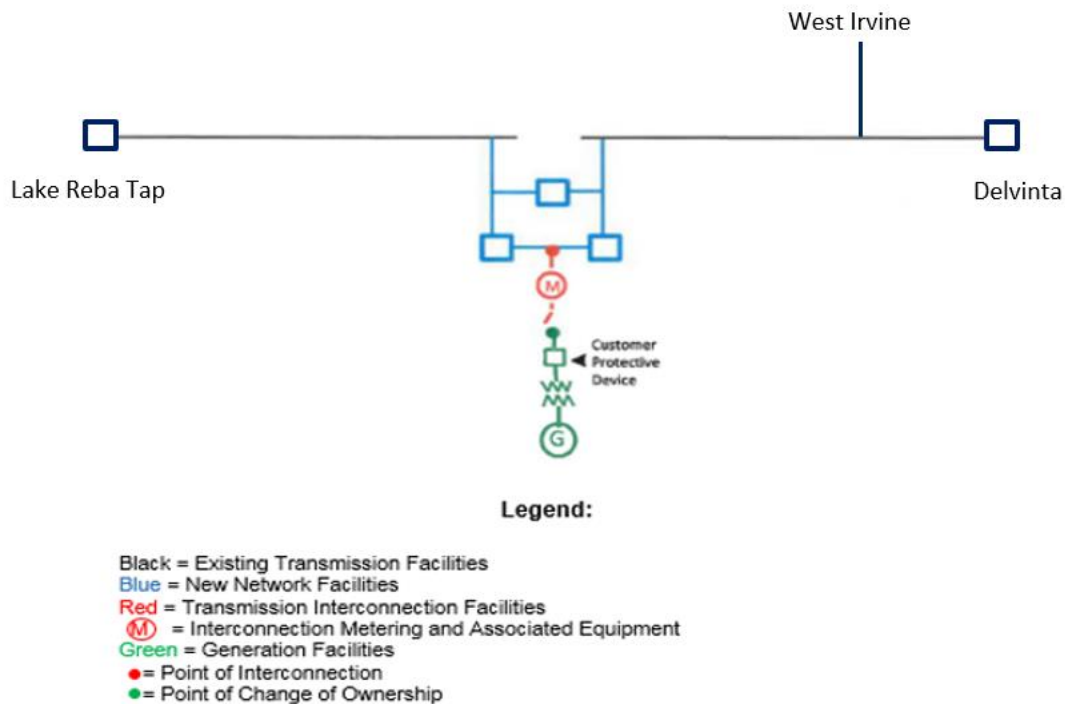 West Irvine
Lake Reba Tap
Delvinta
M
Customer
Protective
Device
G
Legend:
Black = Existing Transmission Facilities
Blue = New Network Facilities
Red = Transmission Interconnection Facilities
M = Interconnection Metering and Associated Equipment
Green = Generation Facilities
= Point of Interconnection
= Point of Change of Ownership